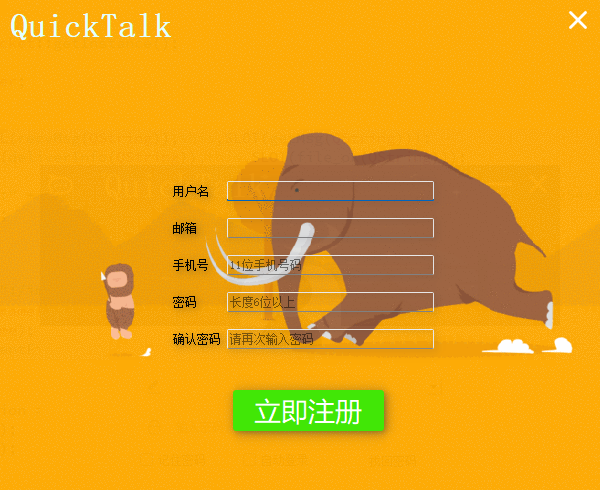 QuickTalk
用户名
邮箱
手机号 11位手机号码
密码 长度6位以上
确认密码 请再次输入密码
立即注册